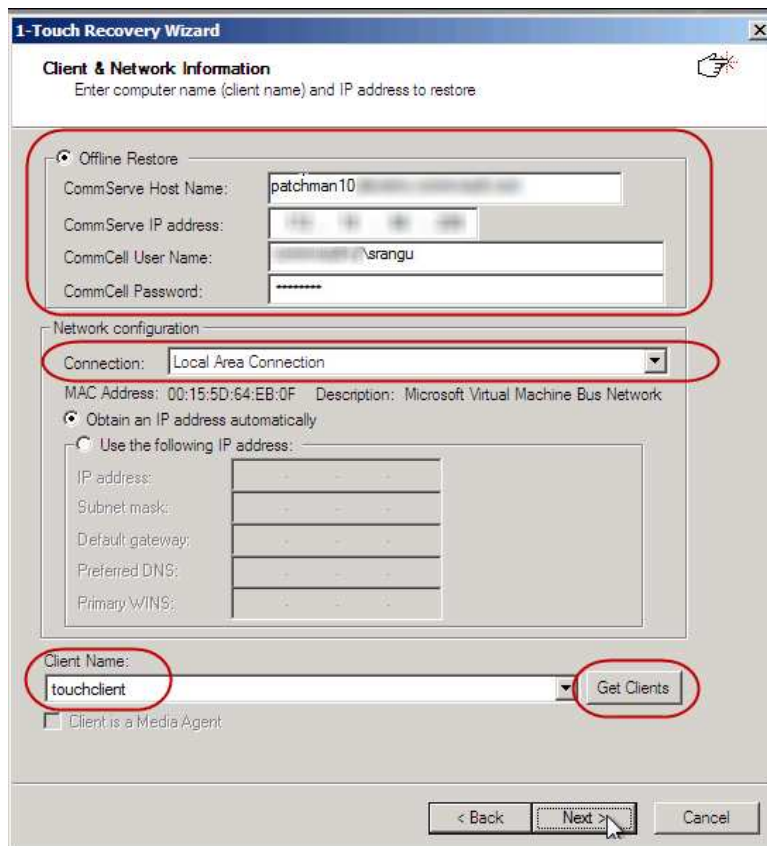 1-Touch Recovery Wizard
Client & Network Information
Enter computer name (client name) and IP address to restore
Offline Restore
CommServe Host Name: patchman10
CommServe IP address:
CommCell User Name: \srangu
CommCell Password: ********
Network configuration
Connection: Local Area Connection
MAC Address: 00:15:5D:64:EB:0F Description: Microsoft Virtual Machine Bus Network
Obtain an IP address automatically
Use the following IP address:
IP address:
Subnet mask:
Default gateway:
Preferred DNS:
Primary WINS:
Client Name:
touchclient Get Clients
Client is a Media Agent
< Back Next > Cancel